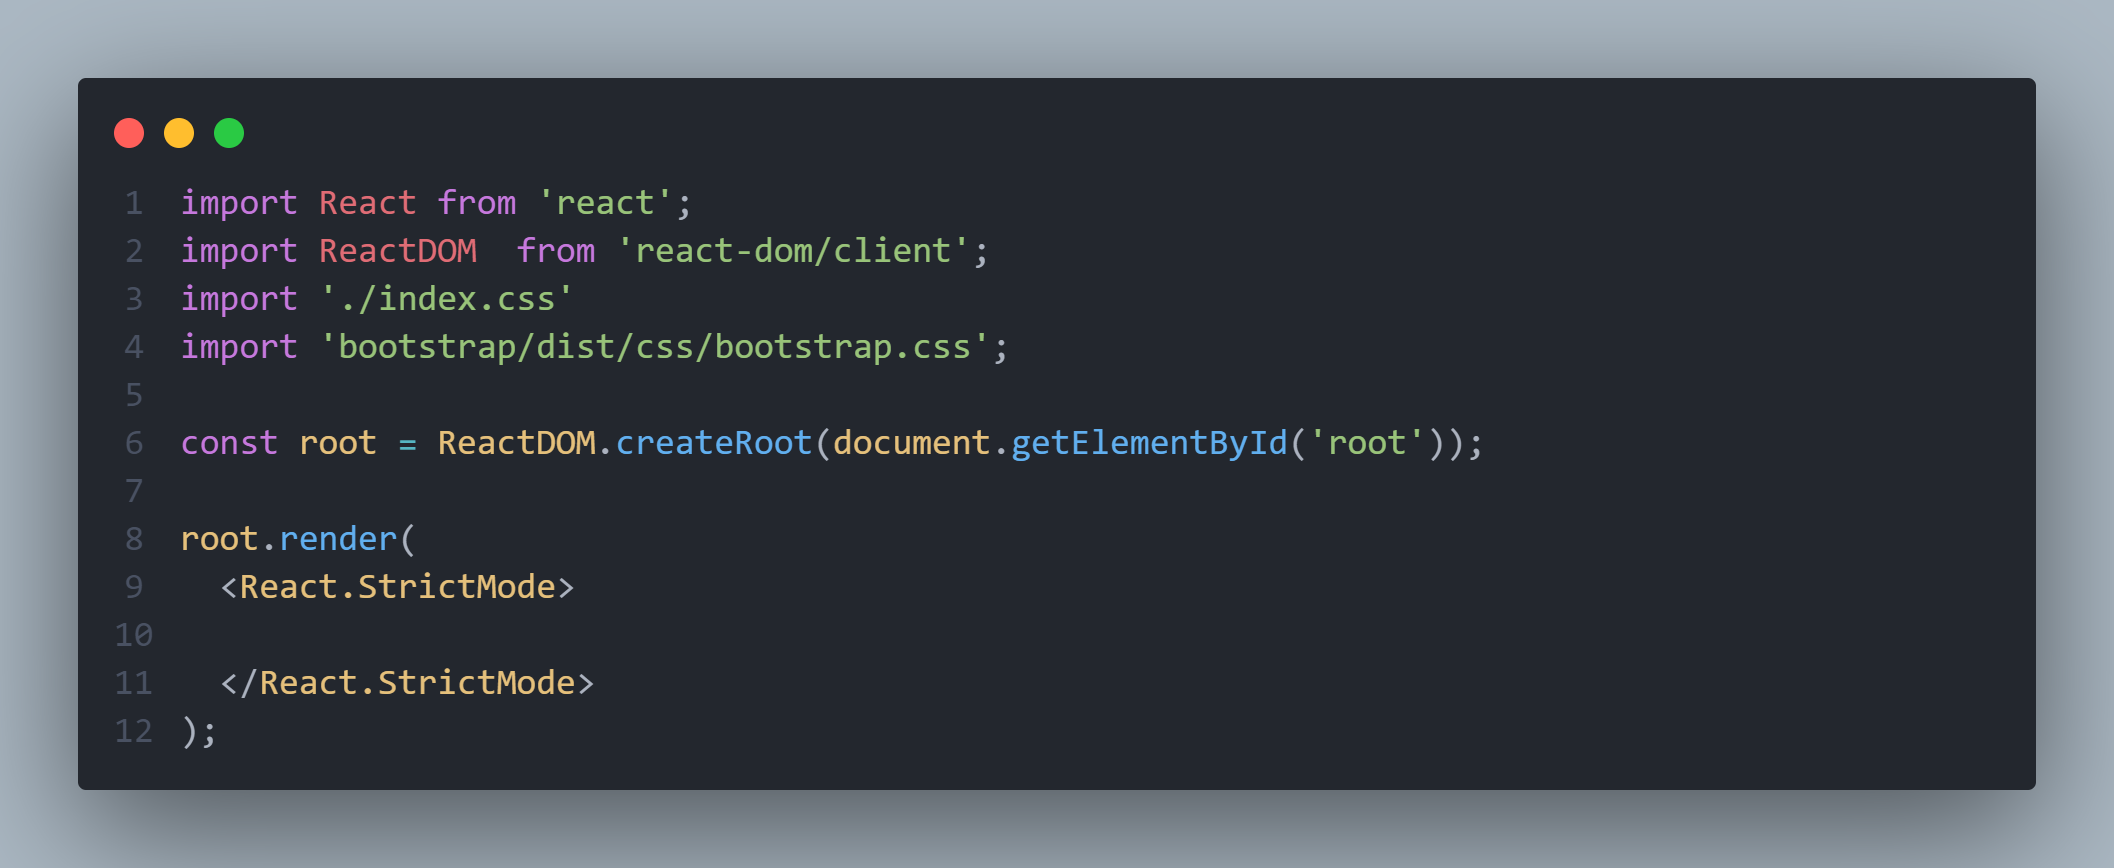 1 import React from 'react';
2 import ReactDOM  from 'react-dom/client';
3 import './index.css'
4 import 'bootstrap/dist/css/bootstrap.css';
5
6 const root = ReactDOM.createRoot(document.getElementById('root'));
7
8 root.render(
9   <React.StrictMode>
10
11   </React.StrictMode>
12 );